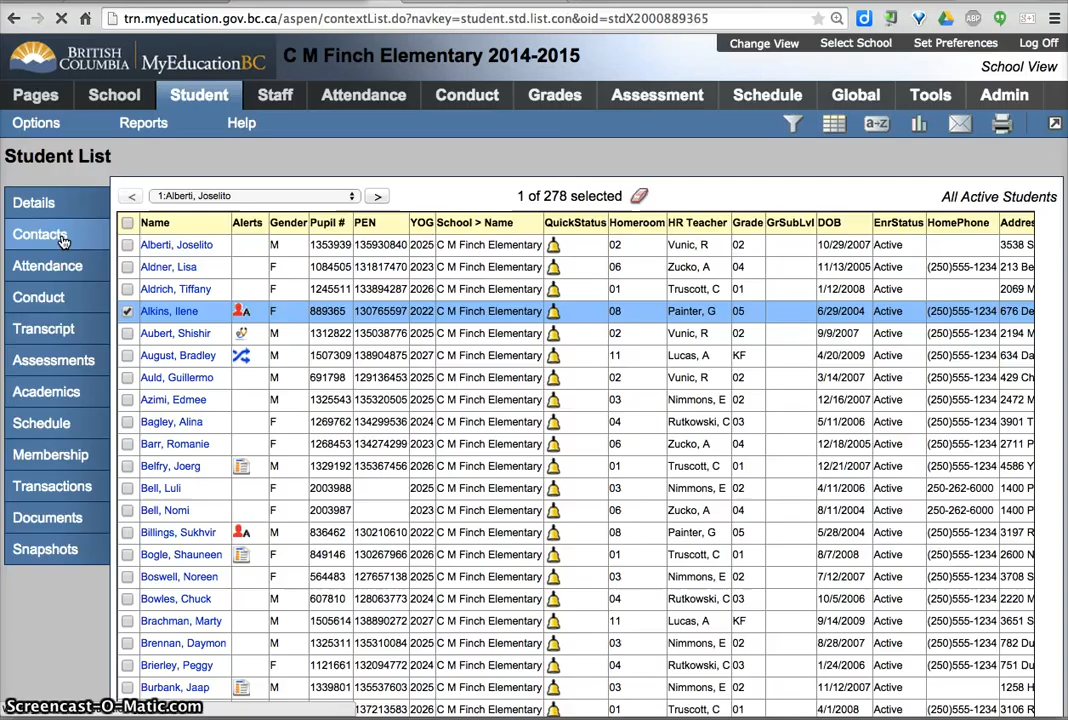 trn.myeducation.gov.bc.ca/aspen/contextList.do?navkey=student.std.list.con&oid=stdX2000889365
BRITISH COLUMBIA MyEducationBC C M Finch Elementary 2014-2015 Change View Select School Set Preferences Log Off
School View
Pages School Student Staff Attendance Conduct Grades Assessment Schedule Global Tools Admin
Options Reports Help
Student List
Details
Contacts
Attendance
Conduct
Transcript
Assessments
Academics
Schedule
Membership
Transactions
Documents
Snapshots
< 1:Alberti, Joselito > 1 of 278 selected All Active Students
Name Alerts Gender Pupil # PEN YOG School > Name QuickStatus Homeroom HR Teacher Grade GrSubLvl DOB EnrStatus HomePhone Addres
Alberti, Joselito M 1353939 135930840 2025 C M Finch Elementary 02 Vunic, R 02 10/29/2007 Active 3538 S
Aldner, Lisa F 1084505 131817470 2023 C M Finch Elementary 06 Zucko, A 04 11/13/2005 Active (250)555-1234 213 Be
Aldrich, Tiffany F 1245511 133894287 2026 C M Finch Elementary 01 Truscott, C 01 1/12/2008 Active 2069 M
Alkins, Ilene F 889365 130765597 2022 C M Finch Elementary 08 Painter, G 05 6/29/2004 Active (250)555-1234 676 De
Aubert, Shishir M 1312822 135038776 2025 C M Finch Elementary 02 Vunic, R 02 9/9/2007 Active (250)555-1234 2194 M
August, Bradley M 1507309 138904875 2027 C M Finch Elementary 11 Lucas, A KF 4/20/2009 Active (250)555-1234 634 Da
Auld, Guillermo M 691798 129136453 2025 C M Finch Elementary 02 Vunic, R 02 3/14/2007 Active (250)555-1234 429 Ch
Azimi, Edmee F 1325543 135320505 2025 C M Finch Elementary 03 Nimmons, E 02 12/16/2007 Active (250)555-1234 2472 M
Bagley, Alina F 1269762 134299536 2024 C M Finch Elementary 04 Rutkowski, C 03 10/4/2006 Active (250)555-1234 3901 T
Barr, Romanie F 1268453 134274299 2023 C M Finch Elementary 06 Zucko, A 04 12/18/2005 Active (250)555-1234 2711 P
Belfry, Joerg M 1329192 135367456 2026 C M Finch Elementary 01 Truscott, C 01 12/21/2007 Active (250)555-1234 4586 Y
Bell, Luli F 2003988 2025 C M Finch Elementary 03 Nimmons, E 02 4/11/2006 Active 250-262-6000 1400 P
Bell, Nomi F 2003987 2023 C M Finch Elementary 06 Zucko, A 04 8/11/2004 Active 250-262-6000 1400 P
Billings, Sukhvir M 836462 130210610 2022 C M Finch Elementary 08 Painter, G 05 5/28/2004 Active (250)555-1234 3197 R
Bogle, Shauneen F 849146 130267966 2026 C M Finch Elementary 01 Truscott, C 01 8/7/2008 Active (250)555-1234 2600 N
Boswell, Noreen F 564483 127657138 2025 C M Finch Elementary 03 Nimmons, E 02 7/12/2007 Active (250)555-1234 3708 S
Bowles, Chuck M 607810 128063773 2024 C M Finch Elementary 04 Rutkowski, C 03 10/5/2006 Active (250)555-1234 2220 M
Brachman, Marty M 1505614 138890272 2027 C M Finch Elementary 11 Lucas, A KF 9/14/2009 Active (250)555-1234 3651 S
Brennan, Daymon M 1325311 135310084 2025 C M Finch Elementary 03 Nimmons, E 02 8/28/2007 Active (250)555-1234 782 Du
Brierley, Peggy F 1121661 132094772 2024 C M Finch Elementary 04 Rutkowski, C 03 1/24/2006 Active (250)555-1234 751 Du
Burbank, Jaap M 1339801 135537603 2025 C M Finch Elementary 03 Nimmons, E 02 11/12/2007 Active 1258 H
137213583 2026 C M Finch Elementary 01 Truscott, C 01 4/15/2008 Active (250)555-1234 3106 R
Screencast-O-Matic.com